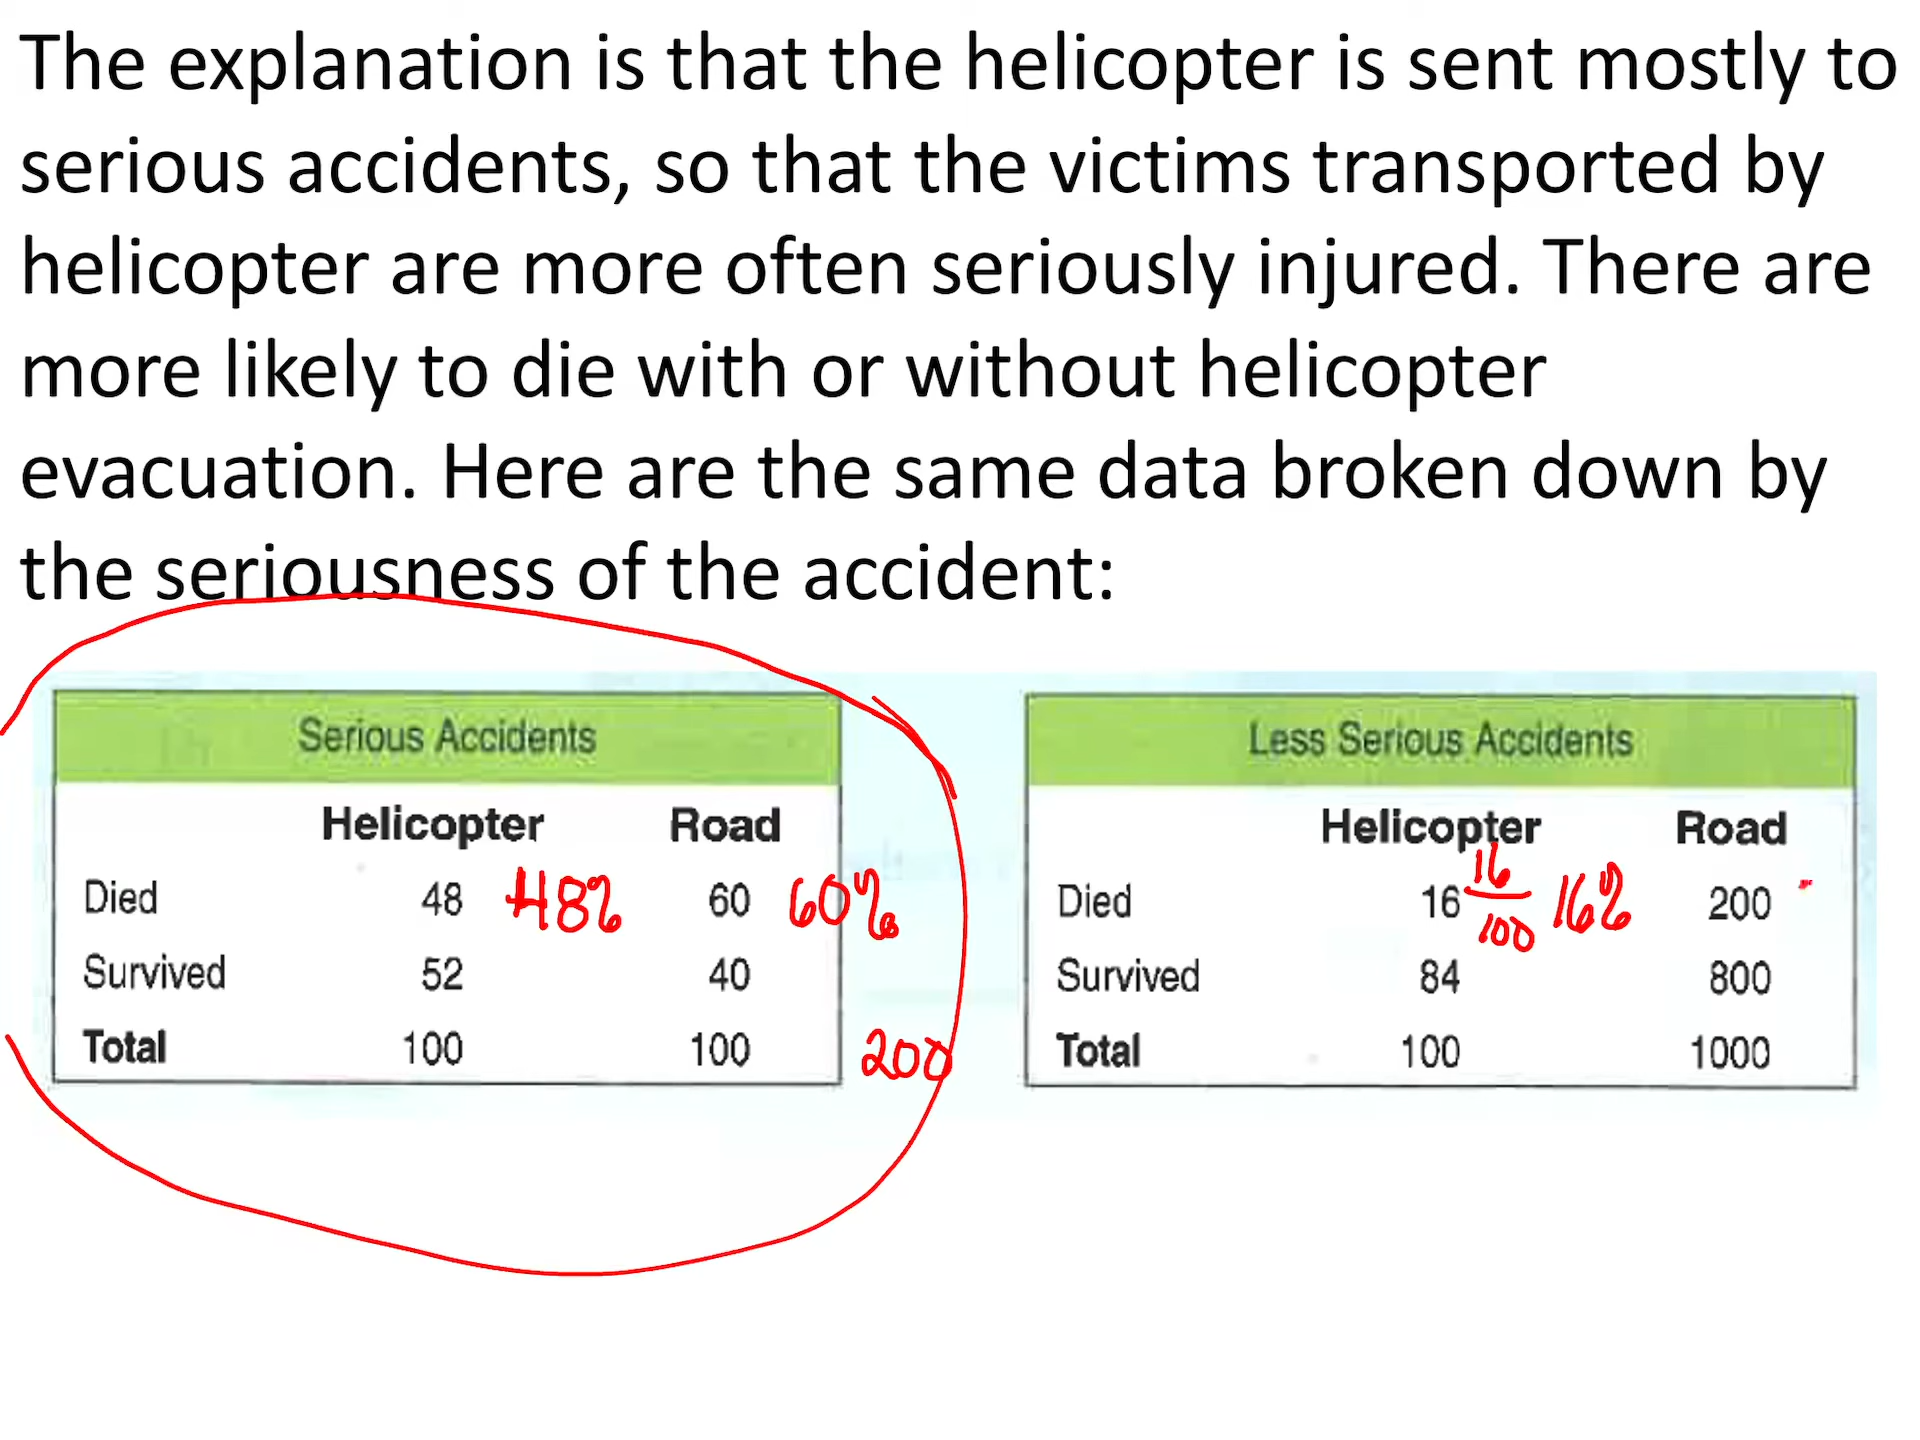 The explanation is that the helicopter is sent mostly to
serious accidents, so that the victims transported by
helicopter are more often seriously injured. There are
more likely to die with or without helicopter
evacuation. Here are the same data broken down by
the seriousness of the accident:
Serious Accidents
Helicopter Road
Died 48 48% 60 60%
Survived 52 40
Total 100 100 200
Less Serious Accidents
Helicopter Road
Died 16 16/100 16% 200
Survived 84 800
Total 100 1000